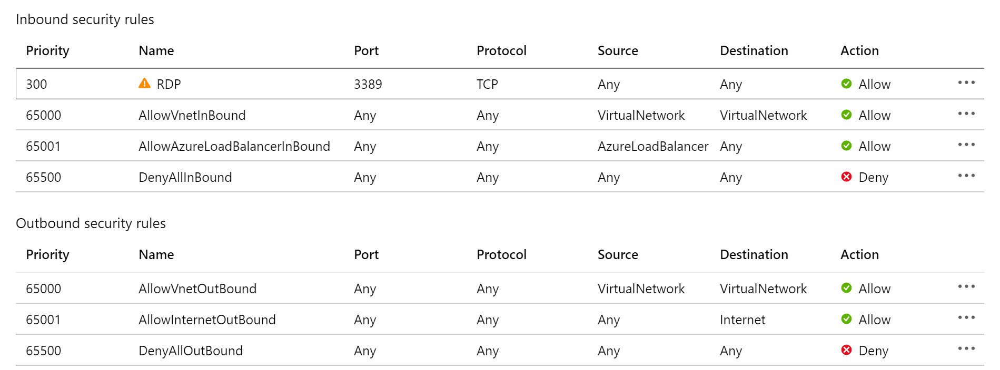 Inbound security rules
Priority Name Port Protocol Source Destination Action
300 RDP 3389 TCP Any Any Allow
65000 AllowVnetInBound Any Any VirtualNetwork VirtualNetwork Allow
65001 AllowAzureLoadBalancerInBound Any Any AzureLoadBalancer Any Allow
65500 DenyAllInBound Any Any Any Any Deny
Outbound security rules
Priority Name Port Protocol Source Destination Action
65000 AllowVnetOutBound Any Any VirtualNetwork VirtualNetwork Allow
65001 AllowInternetOutBound Any Any Any Internet Allow
65500 DenyAllOutBound Any Any Any Any Deny